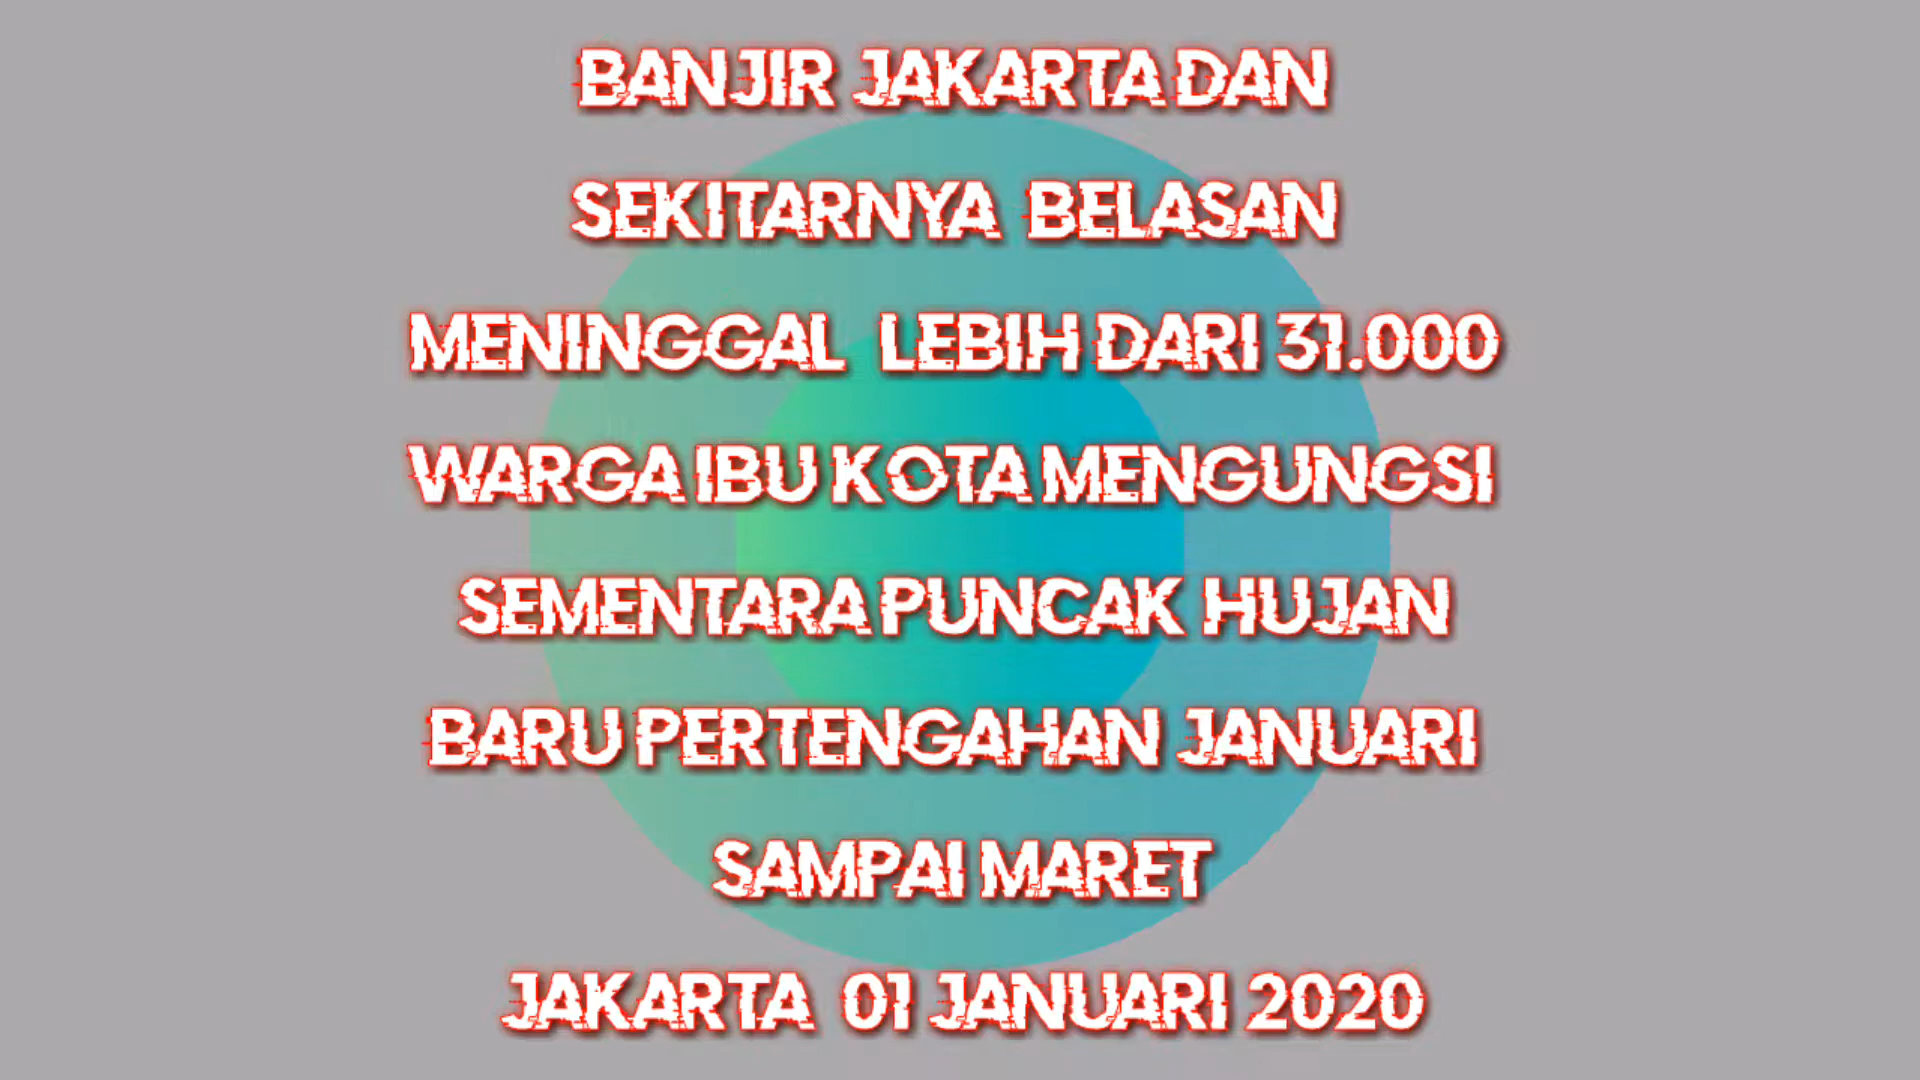 BANJIR JAKARTA DAN
SEKITARNYA BELASAN
MENINGGAL LEBIH DARI 31.000
WARGA IBU KOTA MENGUNGSI
SEMENTARA PUNCAK HUJAN
BARU PERTENGAHAN JANUARI
SAMPAI MARET
JAKARTA 01 JANUARI 2020